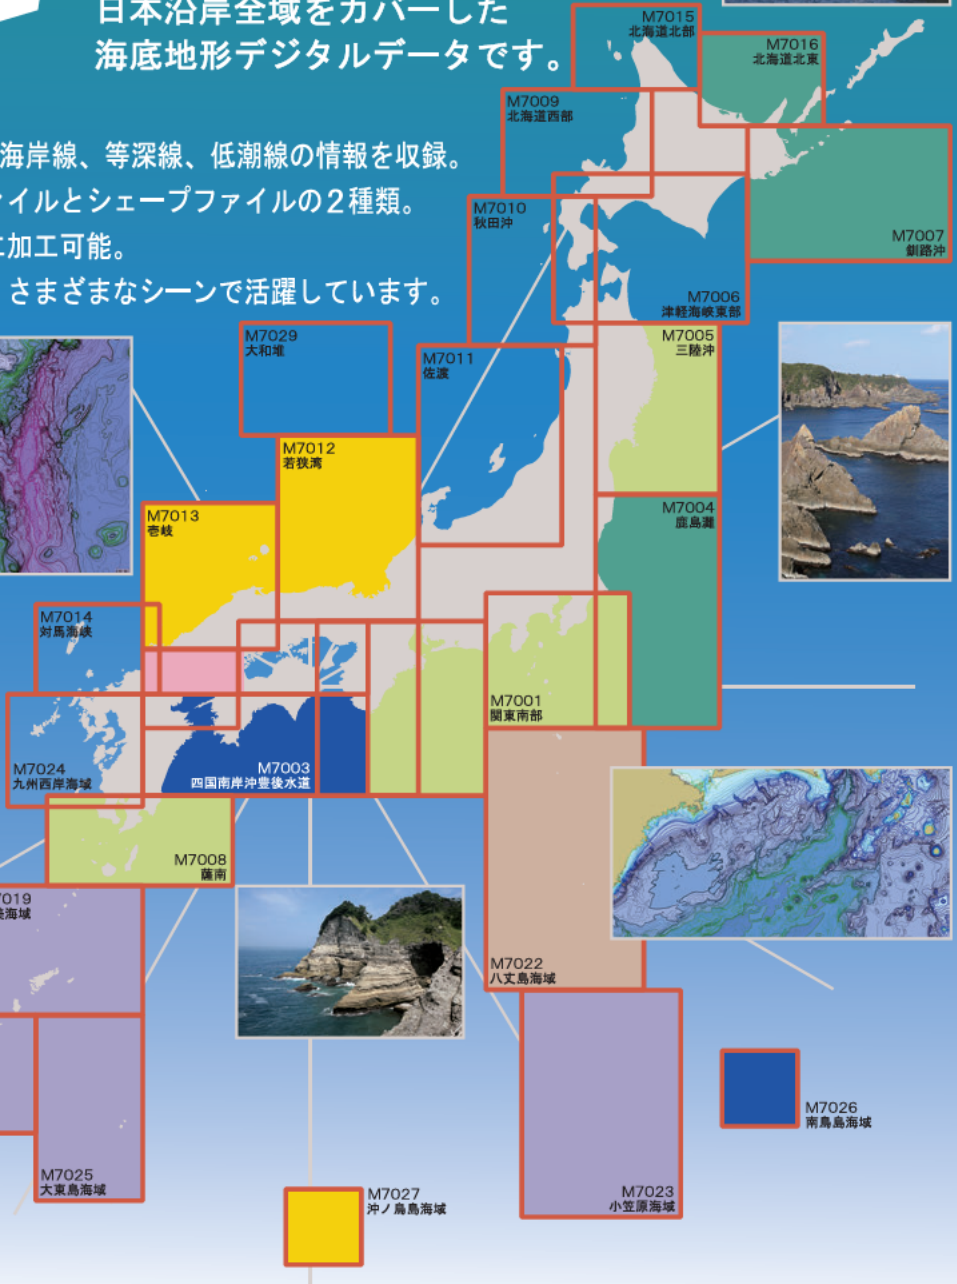 日本沿岸全域をカバーした
海底地形デジタルデータです。
海岸線、等深線、低潮線の情報を収録。
イルとシェープファイルの2種類。
加工可能。
さまざまなシーンで活躍しています。
M7015
北海道北部
M7016
北海道北東
M7009
北海道西部
M7010
秋田沖
M7007
釧路沖
M7006
津軽海峡東部
M7005
三陸沖
M7029
大和堆
M7011
佐渡
M7012
若狭湾
M7013
壱岐
M7004
鹿島灘
M7014
対馬海峡
M7001
関東南部
M7024
九州西岸海域
M7003
四国南岸沖豊後水道
M7008
薩南
7019
海域
M7022
八丈島海域
M7026
南鳥島海域
M7025
大東島海域
M7027
沖ノ鳥島海域
M7023
小笠原海域